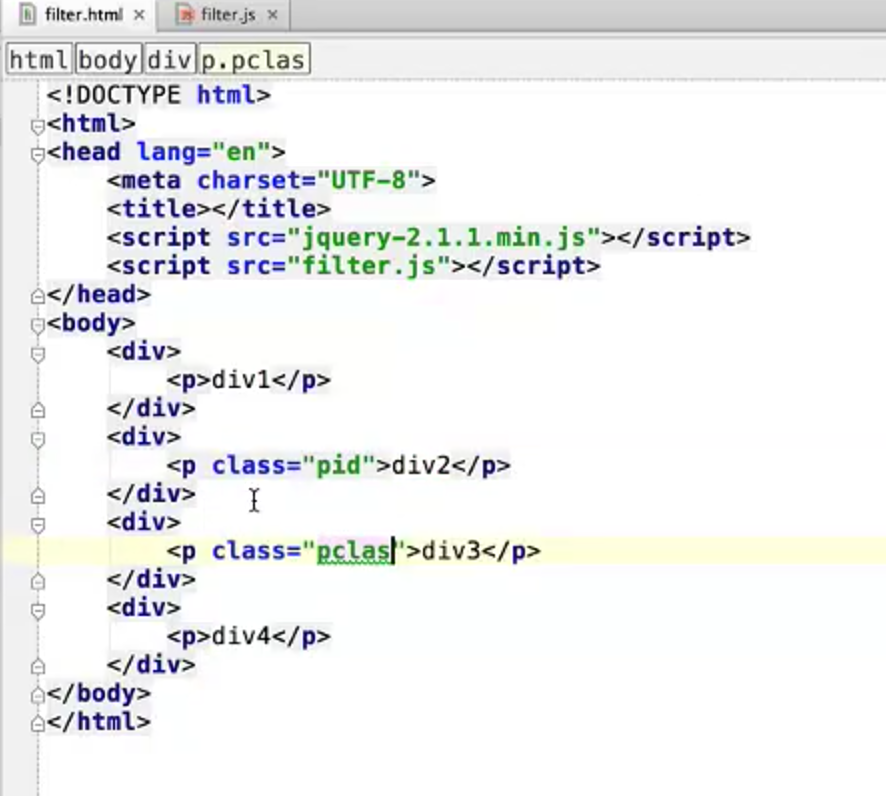 filter.html × filter.js ×
html body div p.pclas
<!DOCTYPE html>
<html>
<head lang="en">
    <meta charset="UTF-8">
    <title></title>
    <script src="jquery-2.1.1.min.js"></script>
    <script src="filter.js"></script>
</head>
<body>
    <div>
        <p>div1</p>
    </div>
    <div>
        <p class="pid">div2</p>
    </div>
    <div>
        <p class="pclas">div3</p>
    </div>
    <div>
        <p>div4</p>
    </div>
</body>
</html>